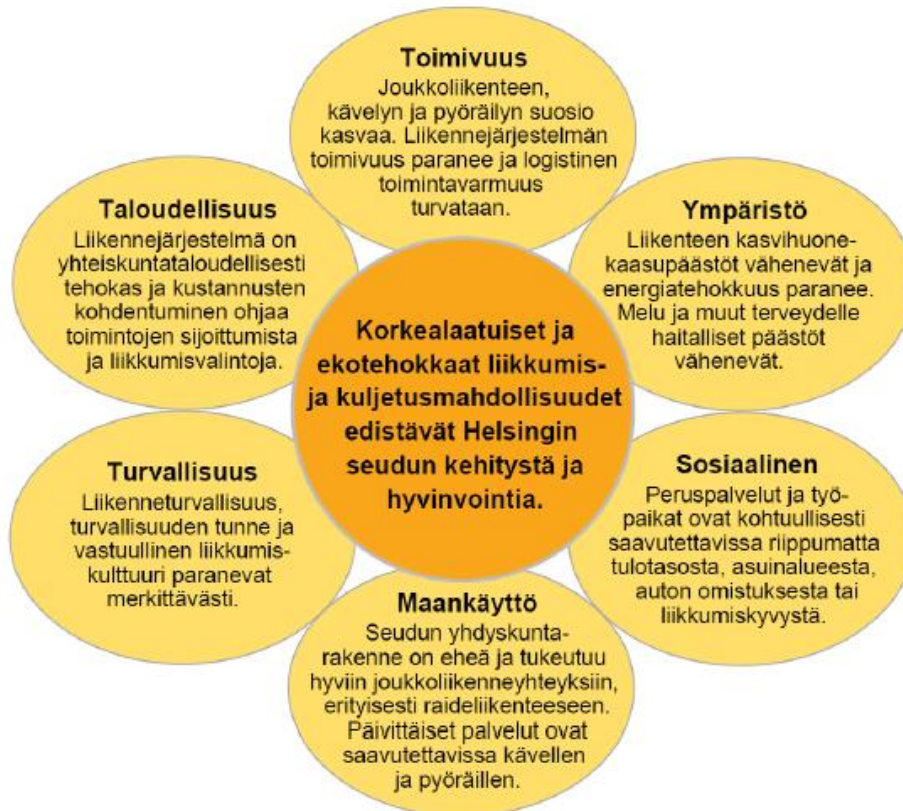 Toimivuus
Joukkoliikenteen,
kävelyn ja pyöräilyn suosio
kasvaa. Liikennejärjestelmän
toimivuus paranee ja logistinen
toimintavarmuus
turvataan.
Taloudellisuus
Liikennejärjestelmä on
yhteiskuntataloudellisesti
tehokas ja kustannusten
kohdentuminen ohjaa
toimintojen sijoittumista
ja liikkumisvalintoja.
Ympäristö
Liikenteen kasvihuone-
kaasupäästöt vähenevät ja
energiatehokkuus paranee.
Melu ja muut terveydelle
haitalliset päästöt
vähenevät.
Korkealaatuiset ja
ekotehokkaat liikkumis-
ja kuljetusmahdollisuudet
edistävät Helsingin
seudun kehitystä ja
hyvinvointia.
Turvallisuus
Liikenneturvallisuus,
turvallisuuden tunne ja
vastuullinen liikkumis-
kulttuuri paranevat
merkittävästi.
Sosiaalinen
Peruspalvelut ja työ-
paikat ovat kohtuullisesti
saavutettavissa riippumatta
tulotasosta, asuinalueesta,
auton omistuksesta tai
liikkumiskyvystä.
Maankäyttö
Seudun yhdyskunta-
rakenne on eheä ja tukeutuu
hyviin joukkoliikenneyhteyksiin,
erityisesti raideliikenteeseen.
Päivittäiset palvelut ovat
saavutettavissa kävellen
ja pyöräillen.